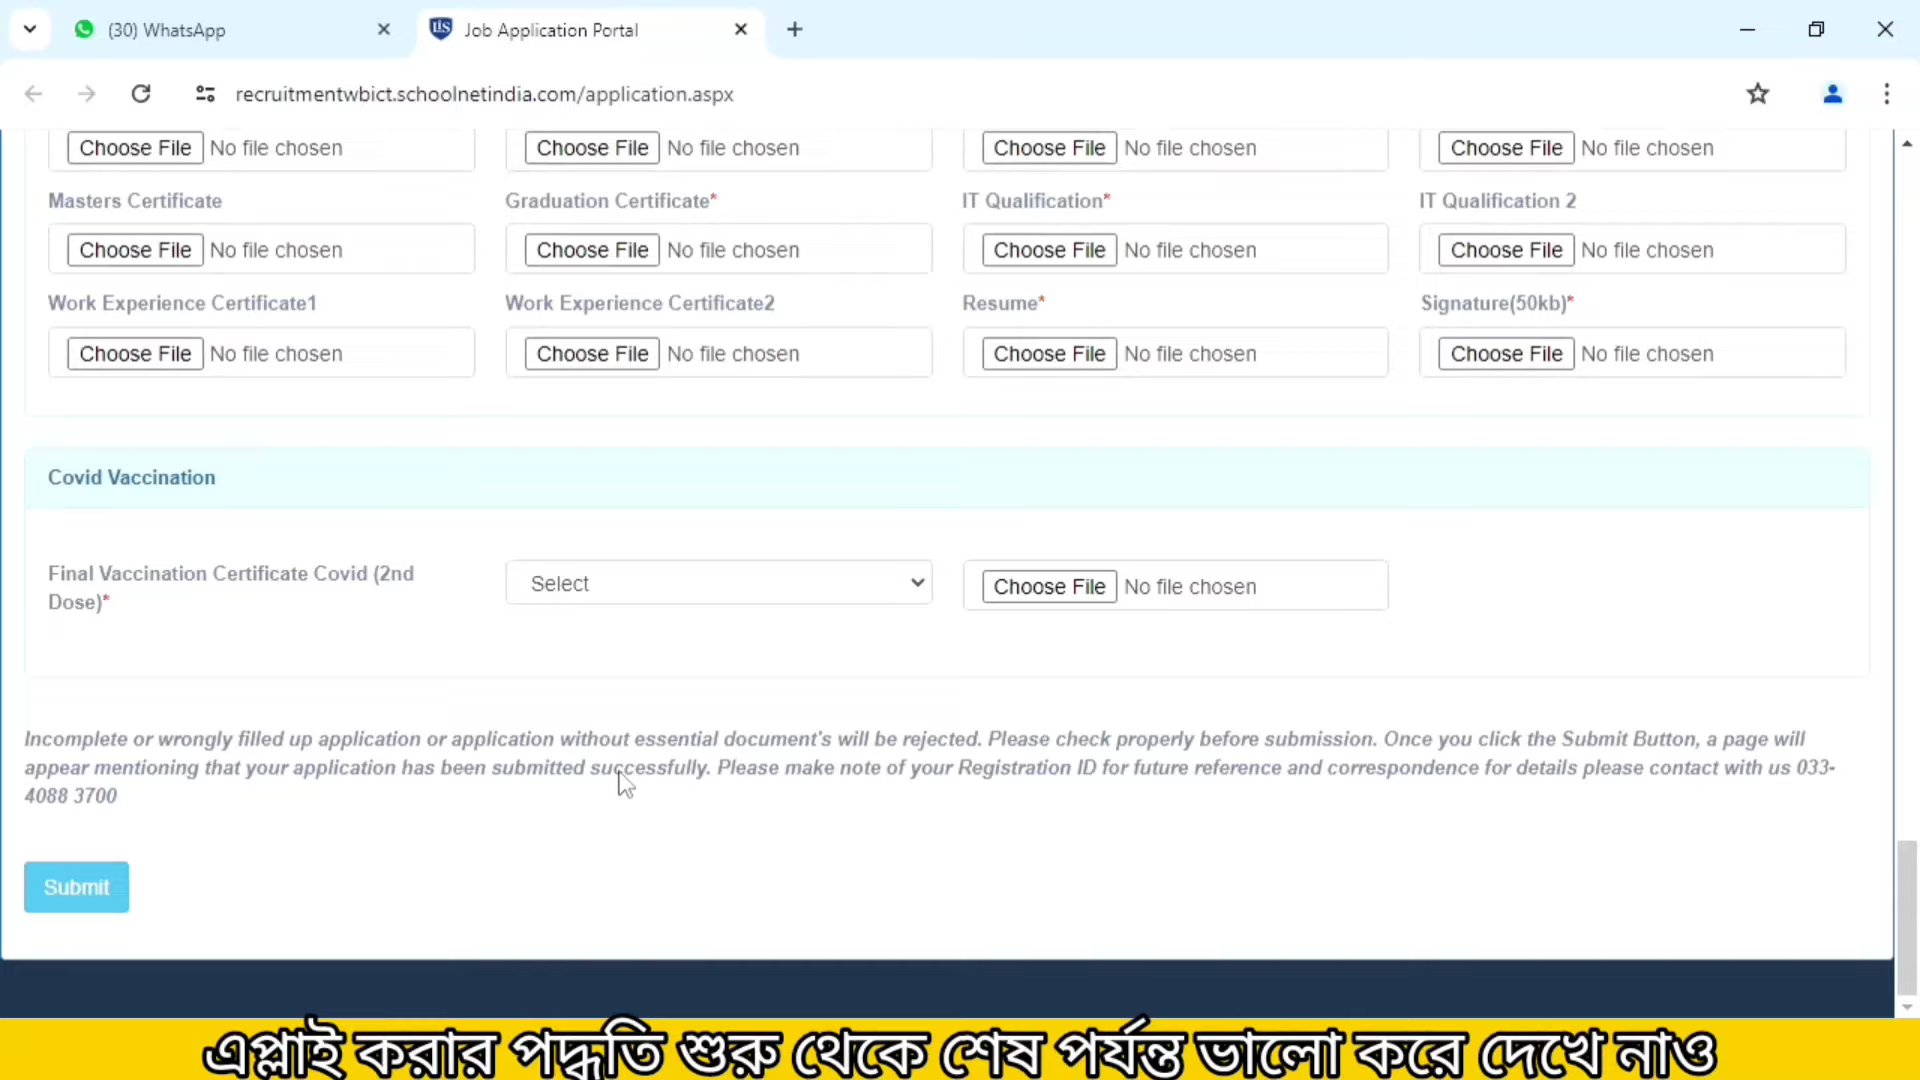 (30) WhatsApp
Job Application Portal
recruitmentwbict.schoolnetindia.com/application.aspx
Choose File No file chosen Choose File No file chosen Choose File No file chosen Choose File No file chosen
Masters Certificate Graduation Certificate* IT Qualification* IT Qualification 2
Choose File No file chosen Choose File No file chosen Choose File No file chosen Choose File No file chosen
Work Experience Certificate1 Work Experience Certificate2 Resume* Signature(50kb)*
Choose File No file chosen Choose File No file chosen Choose File No file chosen Choose File No file chosen
Covid Vaccination
Final Vaccination Certificate Covid (2nd
Dose)*
Select
Choose File No file chosen
Incomplete or wrongly filled up application or application without essential document's will be rejected. Please check properly before submission. Once you click the Submit Button, a page will
appear mentioning that your application has been submitted successfully. Please make note of your Registration ID for future reference and correspondence for details please contact with us 033-
4088 3700
Submit
এপ্লাই করার পদ্ধতি শুরু থেকে শেষ পর্যন্ত ভালো করে দেখে নাও